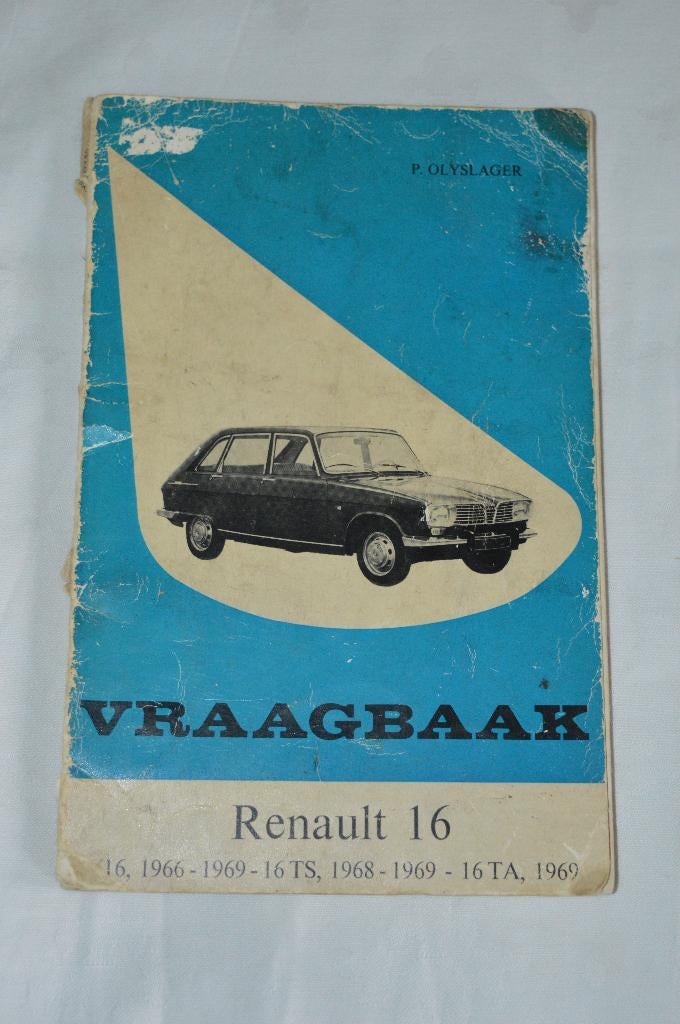 P. OLYSLAGER
VRAAGBAAK
Renault 16
16, 1966 - 1969 - 16 TS, 1968 - 1969 - 16 TA, 1969